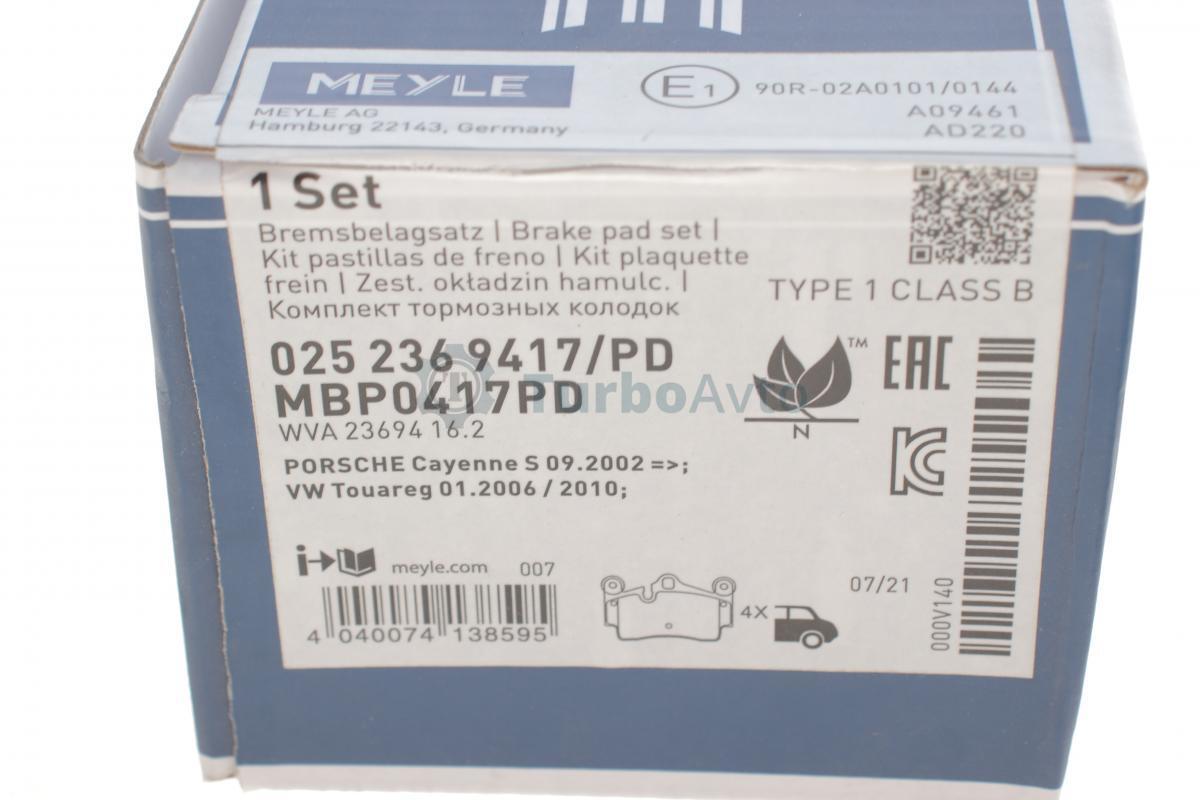 MEYLE
MEYLE AG
Hamburg 22143, Germany
E1
90R-02A0101/0144
A09461
AD220
1 Set
Bremsbelagsatz | Brake pad set |
Kit pastillas de freno | Kit plaquette
frein | Zest. okładzin hamulc. |
Комплект тормозных колодок
TYPE 1 CLASS B
025 236 9417/PD
MBP0417PD
WVA 23694 16.2
TurboAvto
TM
N
EAC
PORSCHE Cayenne S 09.2002 =>;
VW Touareg 01.2006 / 2010;
i
meyle.com
007
4 040074 138595
4X
07/21
000V140